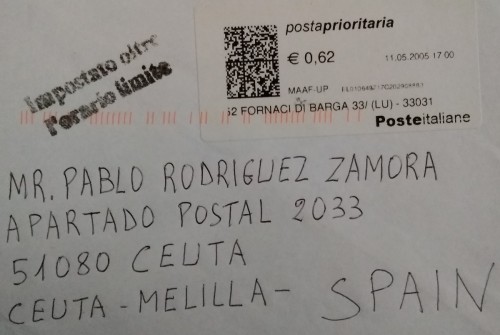 postaprioritaria
€ 0,62
11.05.2005 17:00
MAAF-UP
52 FORNACI DI BARGA 33/ (LU) - 33031
Posteitaliane
Impostato oltre
l'orario limite
MR. PABLO RODRIGUEZ ZAMORA
APARTADO POSTAL 2033
51080 CEUTA
CEUTA - MELILLA - SPAIN